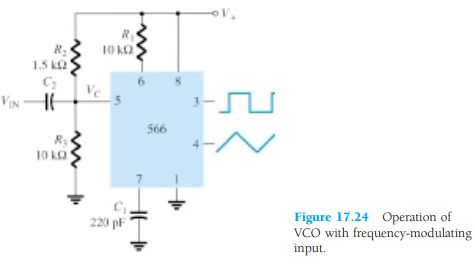 V+
R1
10 kΩ
R2
1.5 kΩ
C2
VIN
VC
5
6
8
3
566
4
R3
10 kΩ
7
1
C1
220 pF
Figure 17.24 Operation of
VCO with frequency-modulating
input.